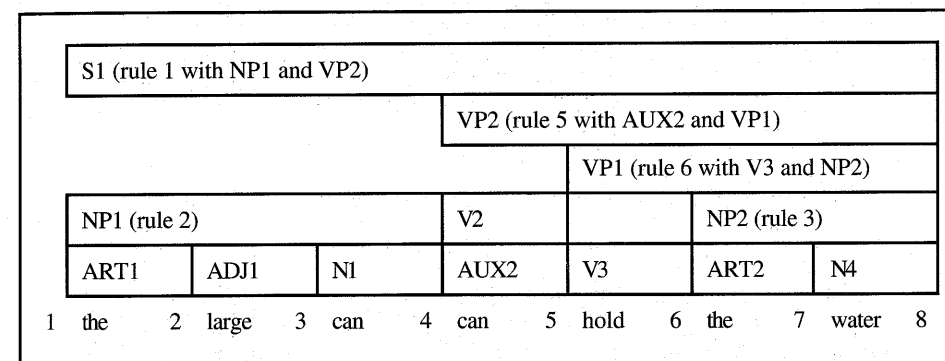 S1 (rule 1 with NP1 and VP2)
VP2 (rule 5 with AUX2 and VP1)
VP1 (rule 6 with V3 and NP2)
NP1 (rule 2) V2 NP2 (rule 3)
ART1 ADJ1 N1 AUX2 V3 ART2 N4
1 the 2 large 3 can 4 can 5 hold 6 the 7 water 8